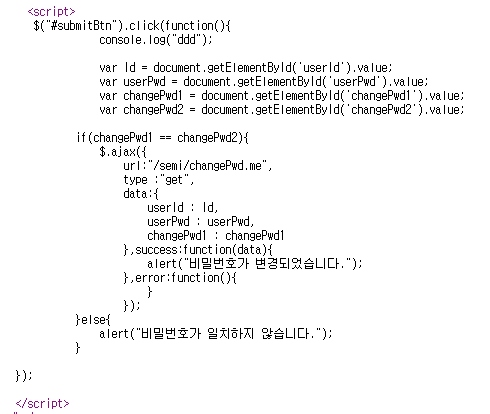 <script>
$("#submitBtn").click(function(){
console.log("ddd");
var Id = document.getElementById('userId').value;
var userPwd = document.getElementById('userPwd').value;
var changePwd1 = document.getElementById('changePwd1').value;
var changePwd2 = document.getElementById('changePwd2').value;
if(changePwd1 == changePwd2){
$.ajax({
url:"/semi/changePwd.me",
type :"get",
data:{
userId : Id,
userPwd : userPwd,
changePwd1 : changePwd1
},success:function(data){
alert("비밀번호가 변경되었습니다.");
},error:function(){
}
});
}else{
alert("비밀번호가 일치하지 않습니다.");
}
});
</script>